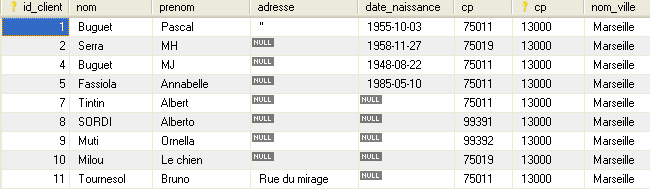 id_client nom prenom adresse date_naissance cp cp nom_ville
1 Buguet Pascal " 1955-10-03 75011 13000 Marseille
2 Serra MH NULL 1958-11-27 75019 13000 Marseille
4 Buguet MJ NULL 1948-08-22 75011 13000 Marseille
5 Fassiola Annabelle NULL 1985-05-10 75011 13000 Marseille
7 Tintin Albert NULL NULL 75011 13000 Marseille
8 SORDI Alberto NULL NULL 99391 13000 Marseille
9 Muti Ornella NULL NULL 99392 13000 Marseille
10 Milou Le chien NULL NULL 75019 13000 Marseille
11 Tournesol Bruno Rue du mirage NULL 75011 13000 Marseille